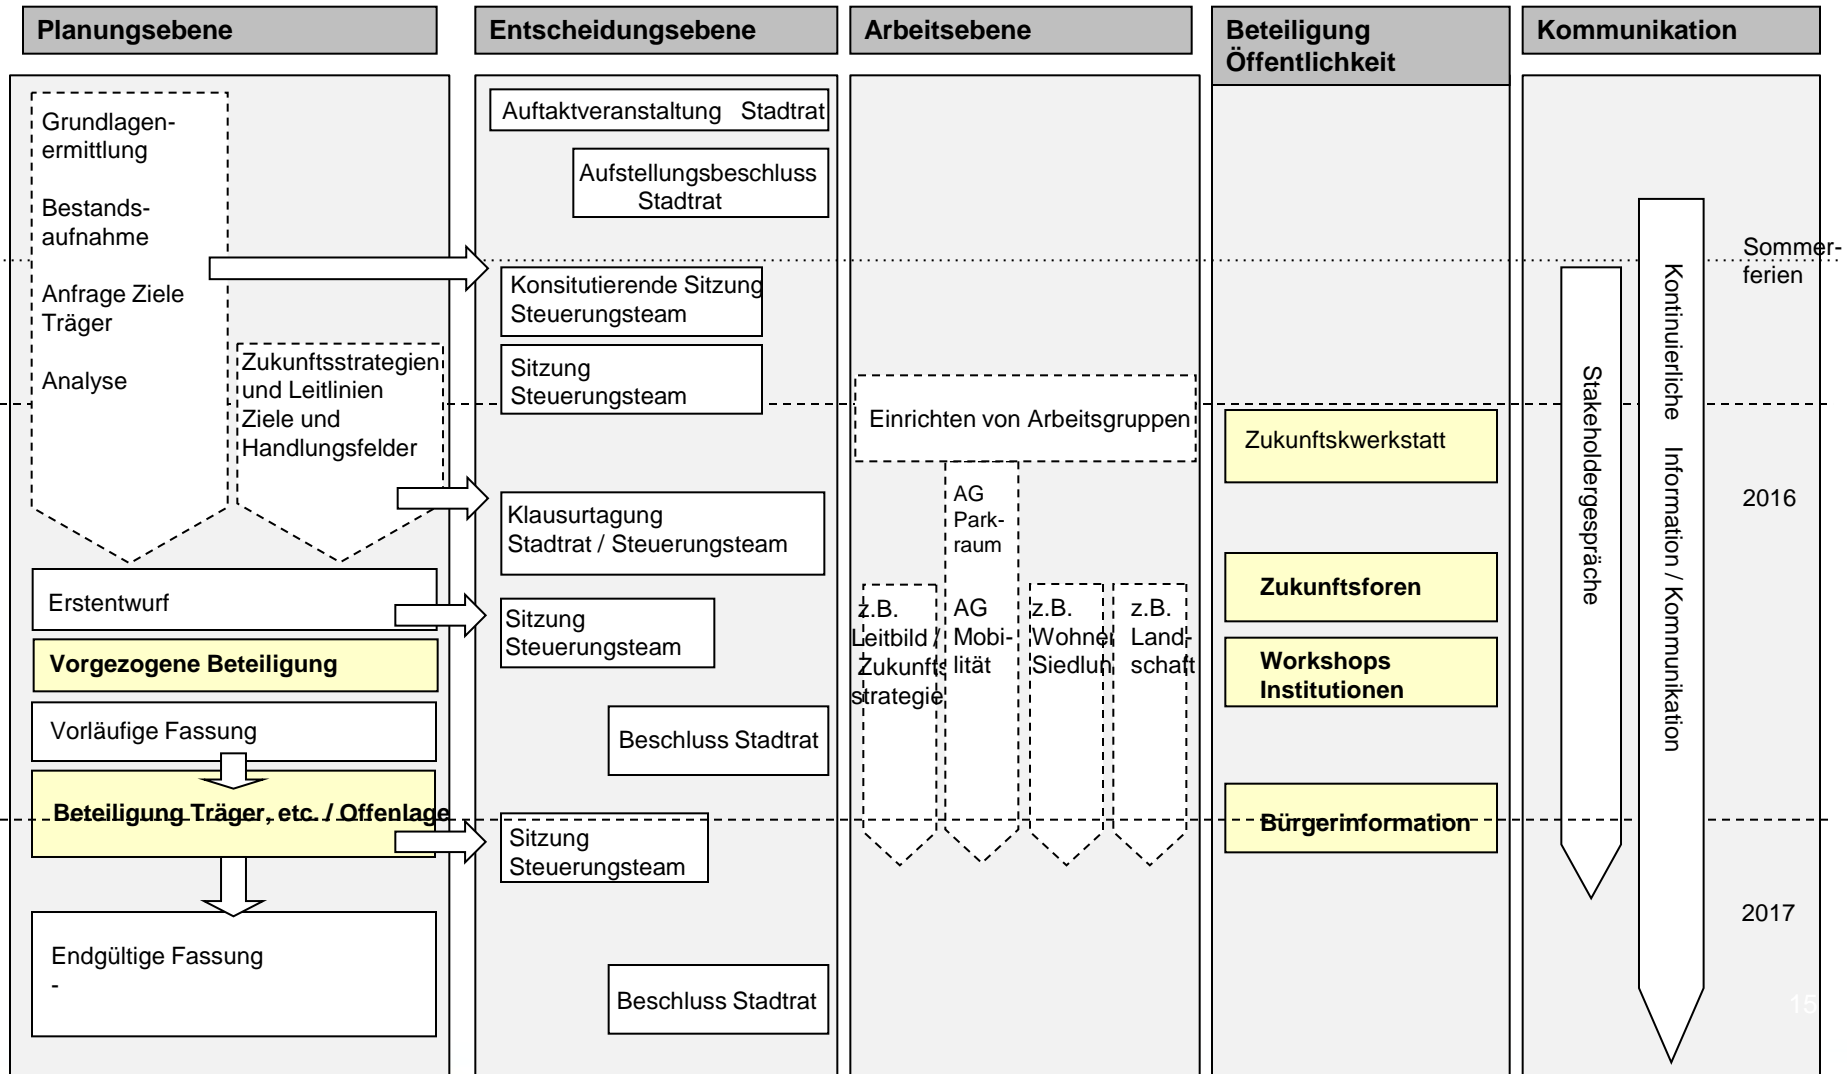 Planungsebene
Entscheidungsebene
Arbeitsebene
Beteiligung
Öffentlichkeit
Kommunikation
Grundlagen-
ermittlung
Bestands-
aufnahme
Anfrage Ziele
Träger
Analyse
Zukunftsstrategien
und Leitlinien
Ziele und
Handlungsfelder
Erstentwurf
Vorgezogene Beteiligung
Vorläufige Fassung
Beteiligung Träger, etc. / Offenlage
Endgültige Fassung
-
Auftaktveranstaltung Stadtrat
Aufstellungsbeschluss
Stadtrat
Konsitutierende Sitzung
Steuerungsteam
Sitzung
Steuerungsteam
Klausurtagung
Stadtrat / Steuerungsteam
Sitzung
Steuerungsteam
Beschluss Stadtrat
Sitzung
Steuerungsteam
Beschluss Stadtrat
Einrichten von Arbeitsgruppen
AG
Park-
raum
z.B.
Leitbild /
Zukunfts
strategie
AG
Mobi-
lität
z.B.
Wohnen
Siedlun
z.B.
Land-
schaft
Zukunftskwerkstatt
Zukunftsforen
Workshops
Institutionen
Bürgerinformation
Stakeholdergespräche
Kontinuierliche Information / Kommunikation
Sommer-
ferien
2016
2017
15